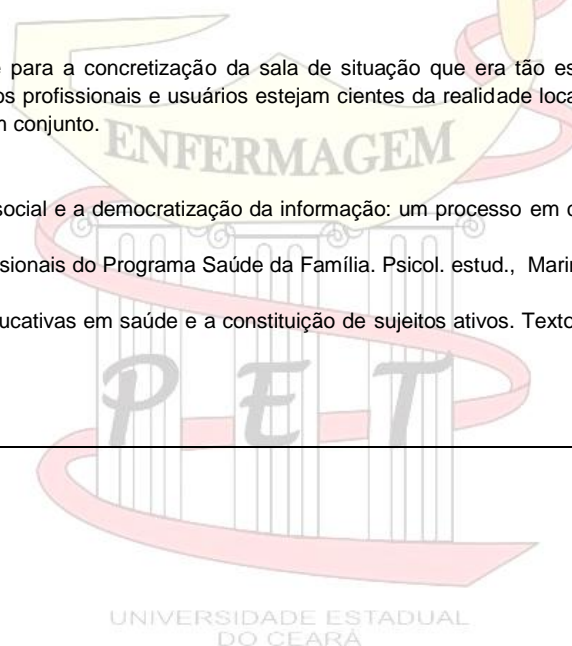 para a concretização da sala de situação que era tão es
os profissionais e usuários estejam cientes da realidade loca
conjunto.
ENFERMAGEM
social e a democratização da informação: um processo em
sionais do Programa Saúde da Família. Psicol. estud., Marin
ucativas em saúde e a constituição de sujeitos ativos. Texto
PET
UNIVERSIDADE ESTADUAL
DO CEARÁ